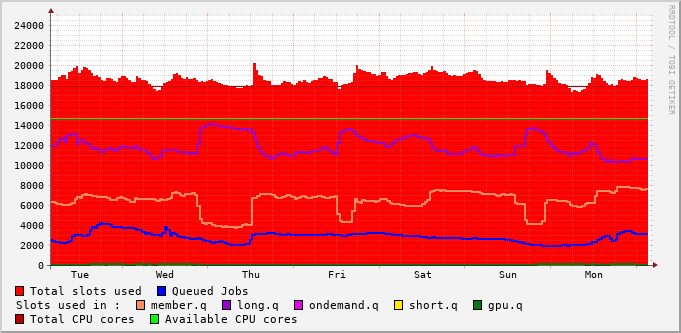 24000
22000
20000
18000
16000
14000
12000
10000
8000
6000
4000
2000
0
Tue Wed Thu Fri Sat Sun Mon
Total slots used Queued Jobs
Slots used in : member.q long.q ondemand.q short.q gpu.q
Total CPU cores Available CPU cores
RRDTOOL / TOBI OETIKER